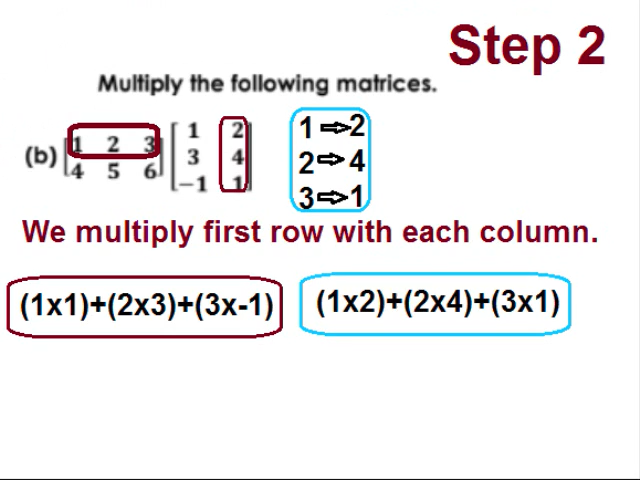 Step 2
Multiply the following matrices.
(b) [1 2 3] [1 2] 1 ⇒ 2
[4 5 6] [3 4] 2 ⇒ 4
[-1 1] 3 ⇒ 1
We multiply first row with each column.
(1x1)+(2x3)+(3x-1) (1x2)+(2x4)+(3x1)